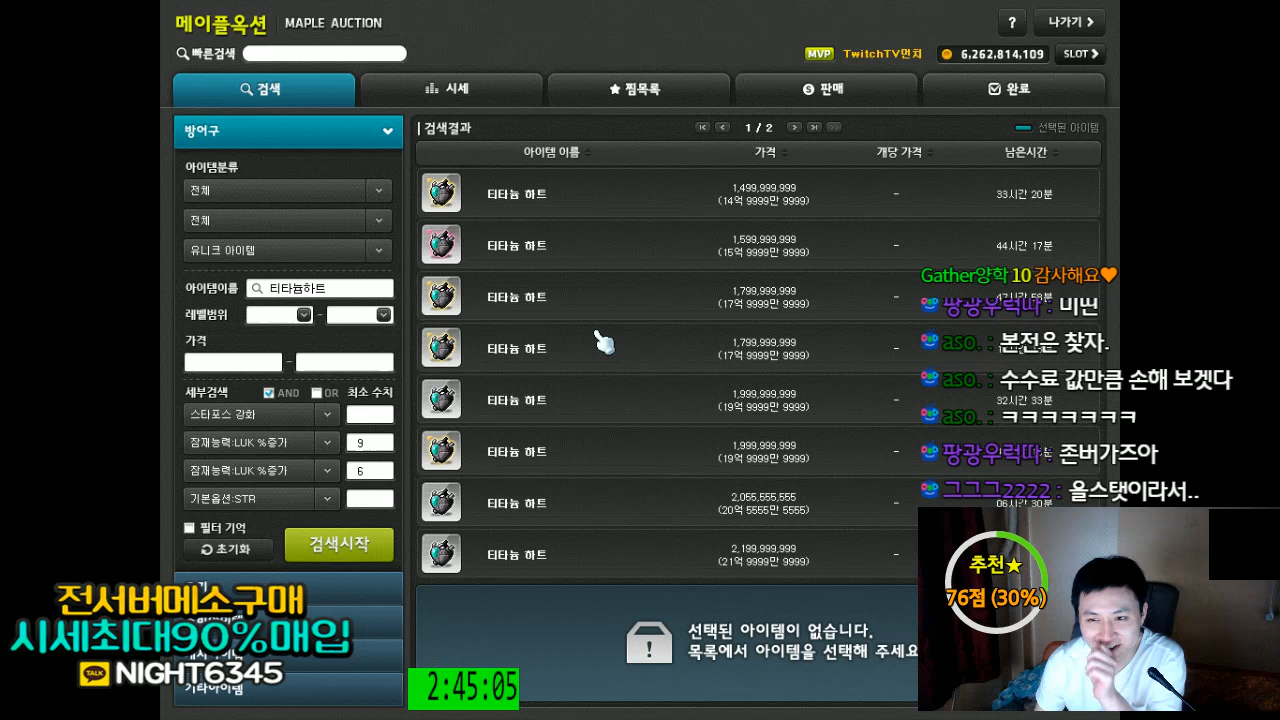 메이플옥션 MAPLE AUCTION
? 나가기
빠른검색
MVP TwitchTV먼치 6,262,814,109 SLOT
검색 시세 찜목록 판매 완료
방어구
아이템분류
전체
전체
유니크 아이템
아이템이름 티타늄하트
레벨범위 -
가격
-
세부검색 AND OR 최소 수치
스타포스 강화
잠재능력:LUK %증가 9
잠재능력:LUK %증가 6
기본옵션:STR
필터 기억
초기화
검색시작
기타아이템
검색결과 1 / 2 선택된 아이템
아이템 이름 가격 개당 가격 남은시간
티타늄 하트 1,499,999,999 - 33시간 20분
(14억 9999만 9999)
티타늄 하트 1,599,999,999 - 44시간 17분
(15억 9999만 9999)
티타늄 하트 1,799,999,999 -
(17억 9999만 9999)
티타늄 하트 1,799,999,999 -
(17억 9999만 9999)
티타늄 하트 1,999,999,999 - 32시간 33분
(19억 9999만 9999)
티타늄 하트 1,999,999,999 -
(19억 9999만 9999)
티타늄 하트 2,055,555,555 - 06시간 30분
(20억 5555만 5555)
티타늄 하트 2,199,999,999 -
(21억 9999만 9999)
선택된 아이템이 없습니다.
목록에서 아이템을 선택해 주세요
Gather양학 10 감사해요
팡광우럭따 : 미띤
aso. : 본전은 찾자.
aso. : 수수료 값만큼 손해 보겟다
aso. : ㅋㅋㅋㅋㅋㅋㅋ
팡광우럭따 : 존버가즈아
그그그2222 : 올스탯이라서..
추천★
76점 (30%)
전서버메소구매
시세최대90%매입
TALK NIGHT6345
2:45:05